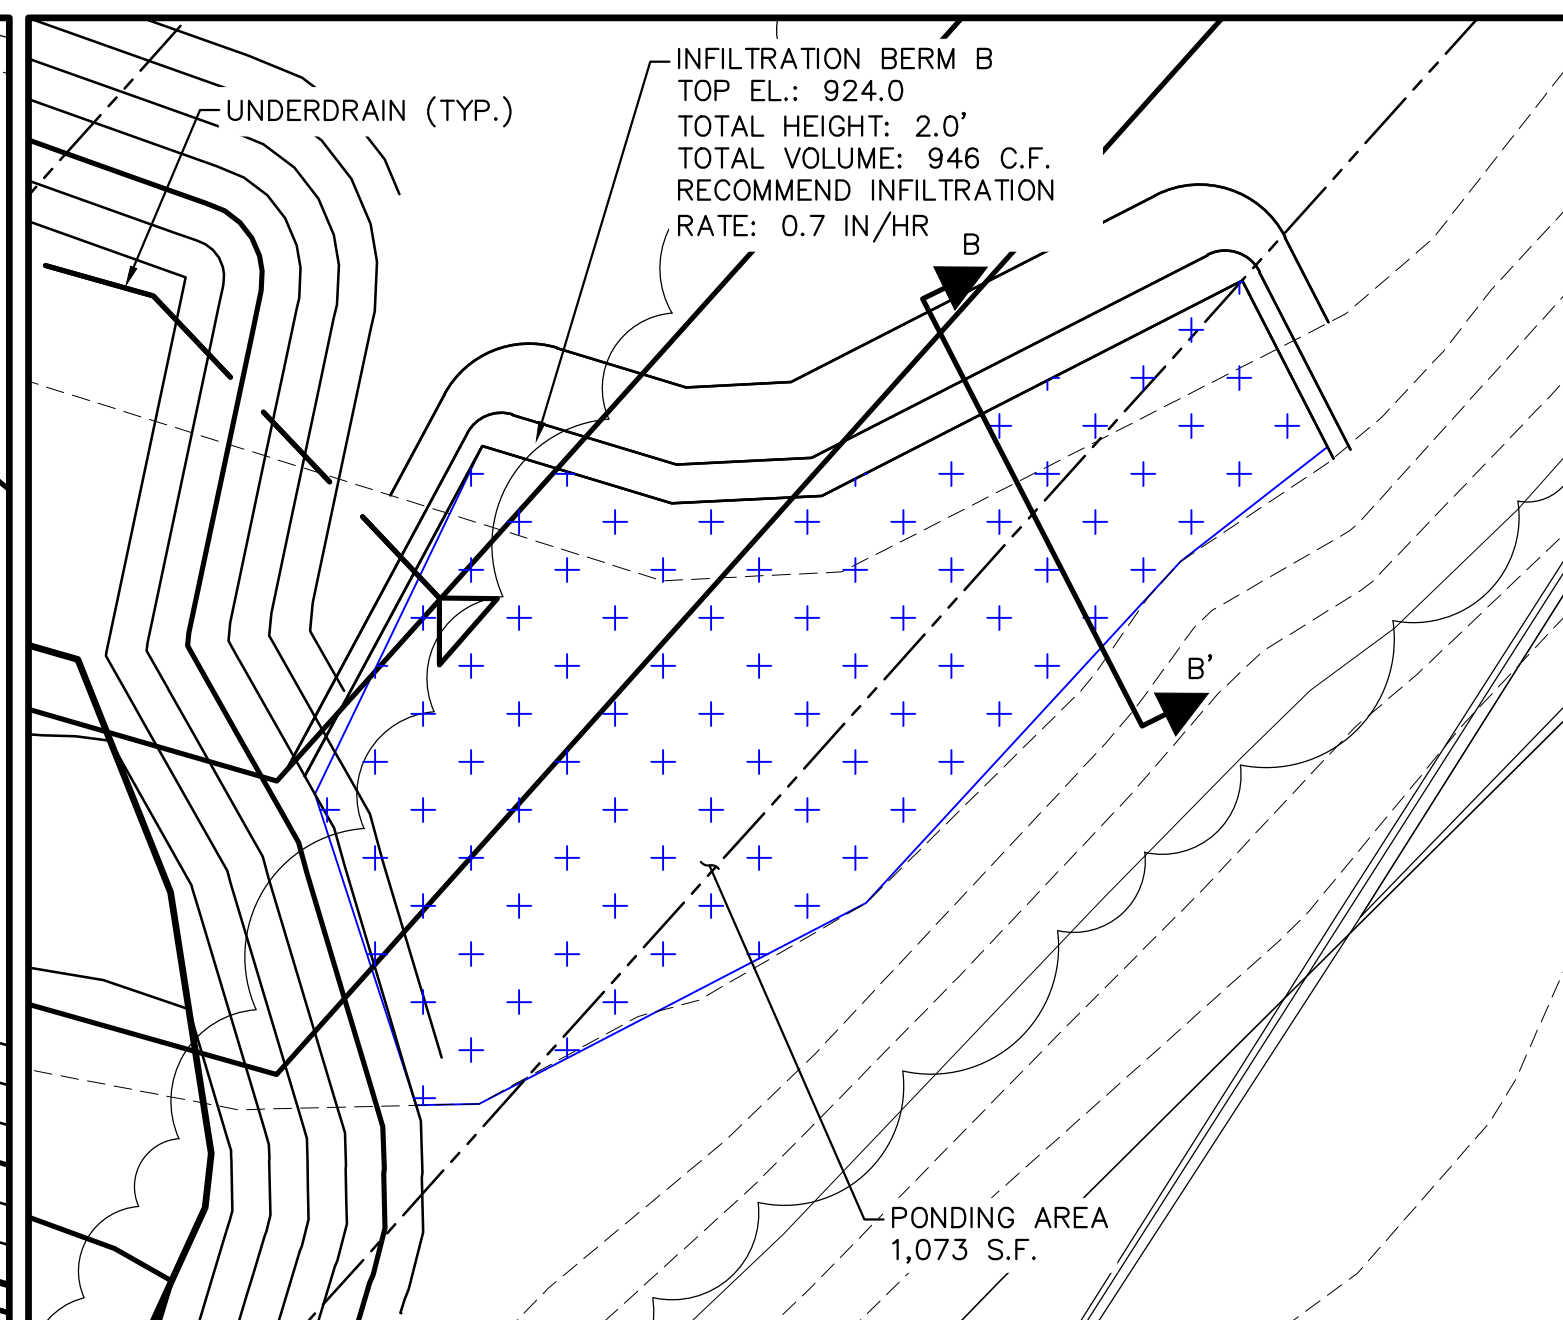 INFILTRATION BERM B
TOP EL.: 924.0
TOTAL HEIGHT: 2.0'
TOTAL VOLUME: 946 C.F.
RECOMMEND INFILTRATION
RATE: 0.7 IN/HR
UNDERDRAIN (TYP.)
B
B'
PONDING AREA
1,073 S.F.